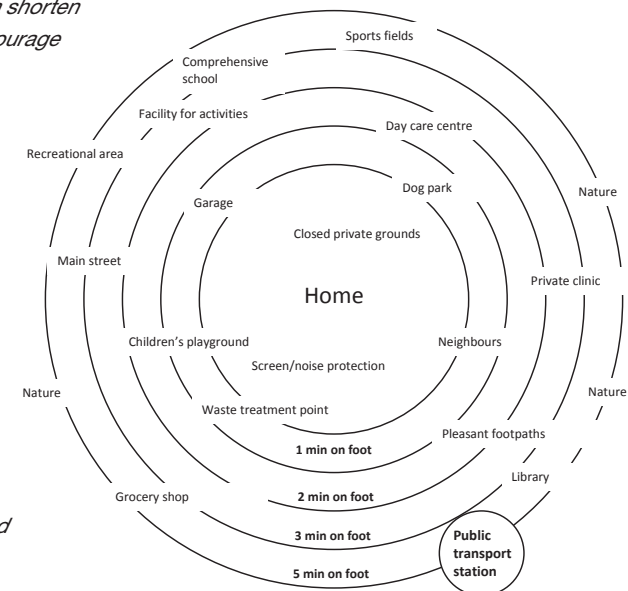 shorten
ourage
Sports fields
Comprehensive
school
Facility for activities
Day care centre
Recreational area
Dog park
Nature
Garage
Closed private grounds
Main street
Private clinic
Home
Children's playground
Neighbours
Screen/noise protection
Nature
Nature
Waste treatment point
Pleasant footpaths
1 min on foot
Library
Grocery shop
2 min on foot
3 min on foot
Public
transport
station
5 min on foot